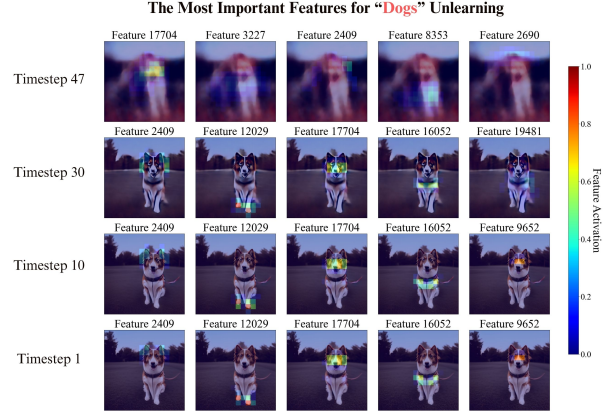 The Most Important Features for “Dogs” Unlearning
Feature 17704 Feature 3227 Feature 2409 Feature 8353 Feature 2690
Timestep 47
1.0
Feature 2409 Feature 12029 Feature 17704 Feature 16052 Feature 19481
Timestep 30
0.8
Feature 2409 Feature 12029 Feature 17704 Feature 16052 Feature 9652
Timestep 10
0.6
Feature Activation
0.4
Feature 2409 Feature 12029 Feature 17704 Feature 16052 Feature 9652
Timestep 1
0.2
0.0